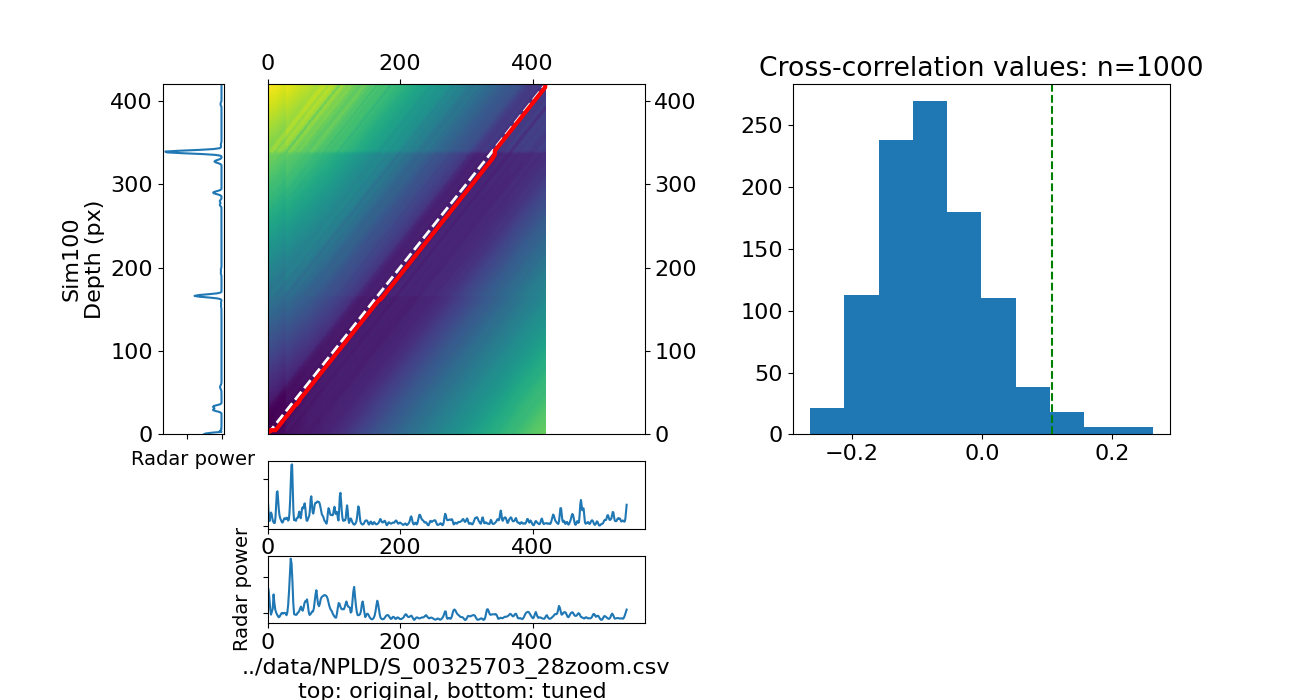 0 200 400
Cross-correlation values: n=1000
400
300
200
100
0
Sim100
Depth (px)
Radar power
400
300
200
100
0
250
200
150
100
50
0
−0.2 0.0 0.2
0 200 400
Radar power
0 200 400
../data/NPLD/S_00325703_28zoom.csv
top: original, bottom: tuned